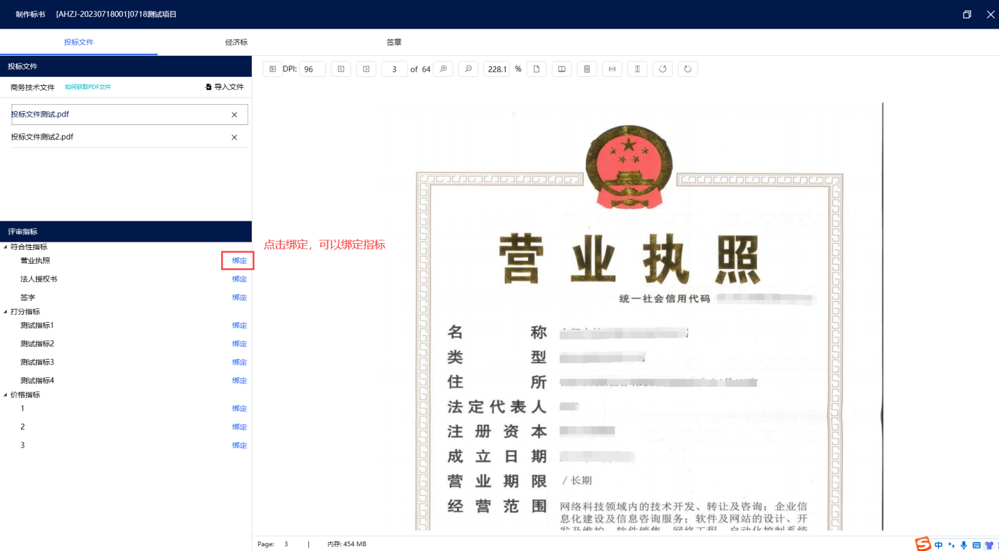 制作标书 [AHZJ-20230718001]0718测试项目
投标文件 经济标 签章
投标文件
商务技术文件 如何获取PDF文件 导入文件
投标文件测试.pdf
投标文件测试2.pdf
评审指标
符合性指标
营业执照 绑定
法人授权书 绑定
签字 绑定
打分指标
测试指标1 绑定
测试指标2 绑定
测试指标3 绑定
测试指标4 绑定
价格指标
1 绑定
2 绑定
3 绑定
点击绑定，可以绑定指标
DPI: 96 3 of 64 228.1 %
营业执照
统一社会信用代码
名称
类型
住所
法定代表人
注册资本
成立日期
营业期限 / 长期
经营范围 网络科技领域内的技术开发、转让及咨询；企业信
息化建设及信息咨询服务；软件及网站的设计、开
Page: 3 | 内存: 454 MB
中